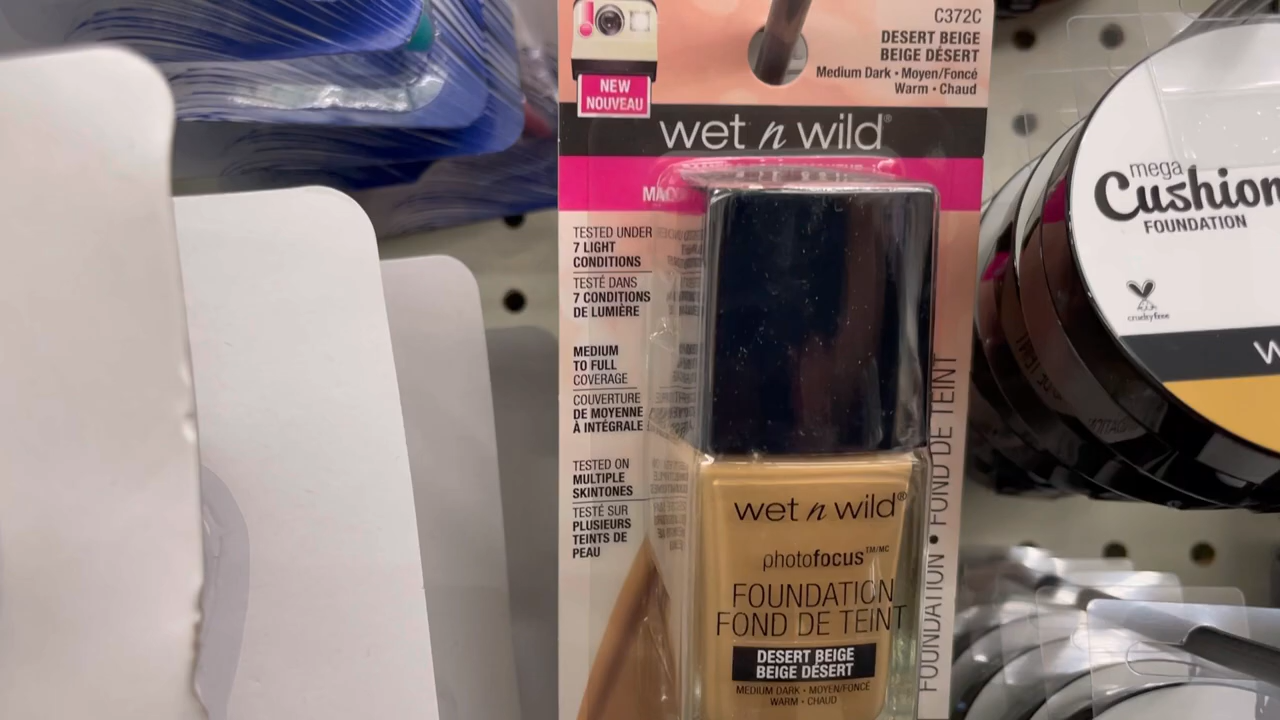 C372C
DESERT BEIGE
BEIGE DÉSERT
Medium Dark • Moyen/Foncé
Warm • Chaud
NEW
NOUVEAU
wet n wild®
TESTED UNDER
7 LIGHT
CONDITIONS
TESTÉ DANS
7 CONDITIONS
DE LUMIÈRE
MEDIUM
TO FULL
COVERAGE
COUVERTURE
DE MOYENNE
À INTÉGRALE
TESTED ON
MULTIPLE
SKINTONES
TESTÉ SUR
PLUSIEURS
TEINTS DE
PEAU
wet n wild®
photofocus TM/MC
FOUNDATION
FOND DE TEINT
DESERT BEIGE
BEIGE DÉSERT
MEDIUM DARK • MOYEN/FONCÉ
WARM • CHAUD
FOUNDATION • FOND DE TEINT
mega
Cushion
FOUNDATION
crueltyfree